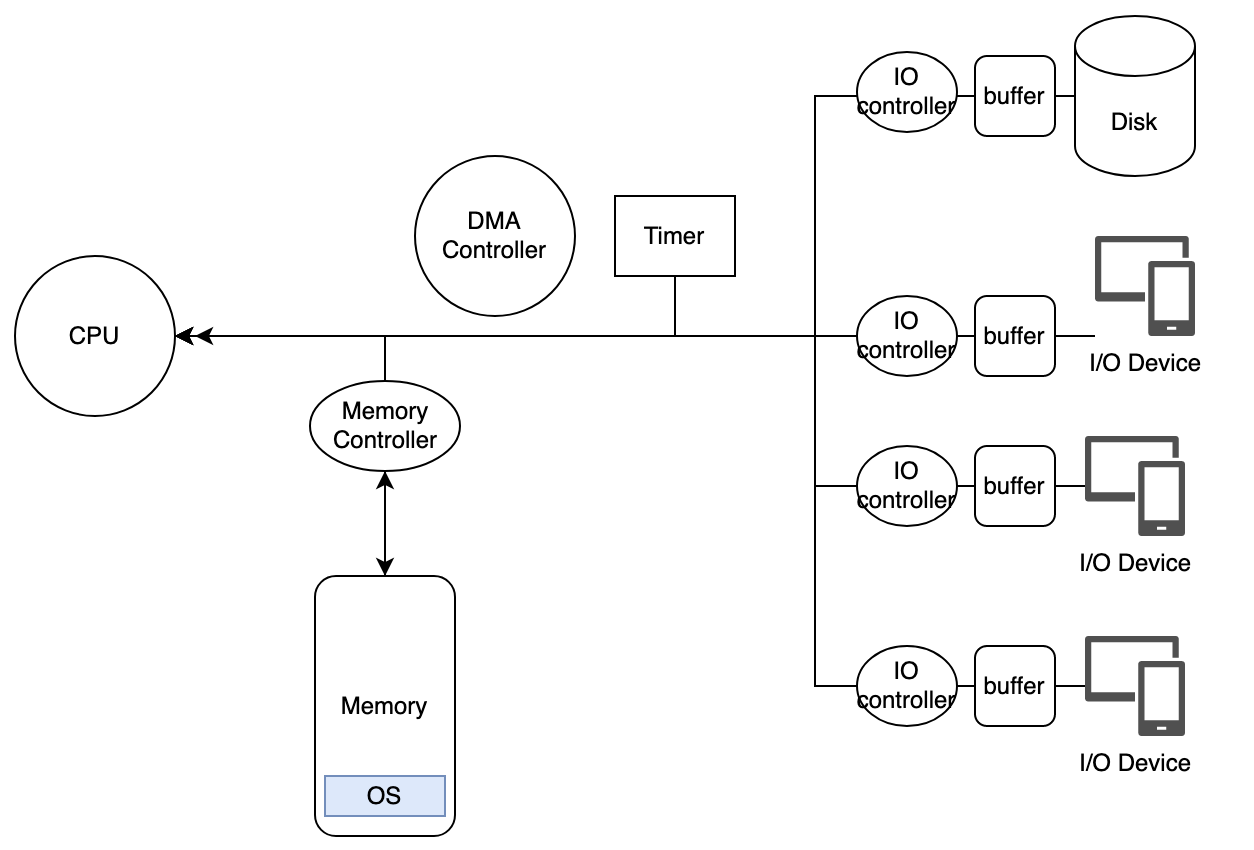 IO
controller
buffer
Disk
DMA
Controller
Timer
CPU
IO
controller
buffer
I/O Device
Memory
Controller
IO
controller
buffer
I/O Device
Memory
OS
IO
controller
buffer
I/O Device